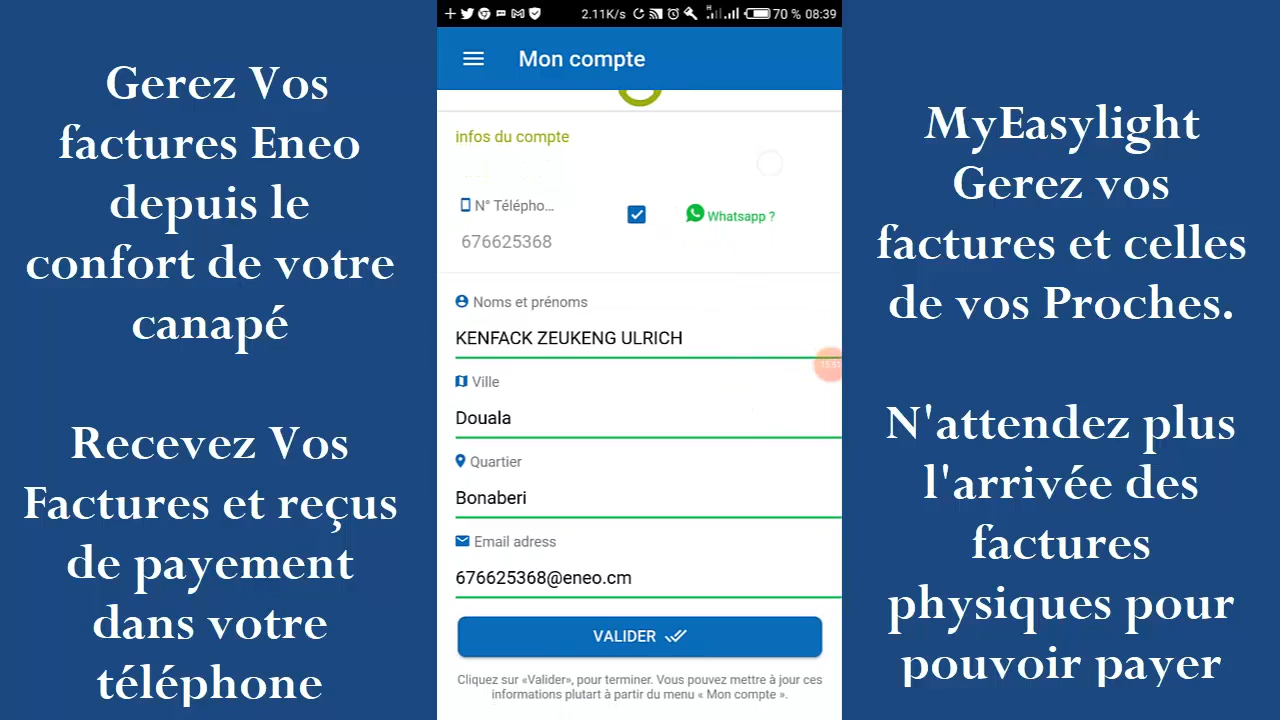 Gerez Vos
factures Eneo
depuis le
confort de votre
canapé
Recevez Vos
Factures et reçus
de payement
dans votre
téléphone
2.11K/s 70 % 08:39
Mon compte
infos du compte
N° Télépho...
Whatsapp ?
676625368
Noms et prénoms
KENFACK ZEUKENG ULRICH
15:51
Ville
Douala
Quartier
Bonaberi
Email adress
676625368@eneo.cm
VALIDER
Cliquez sur «Valider», pour terminer. Vous pouvez mettre à jour ces
informations plutart à partir du menu « Mon compte ».
MyEasylight
Gerez vos
factures et celles
de vos Proches.
N'attendez plus
l'arrivée des
factures
physiques pour
pouvoir payer